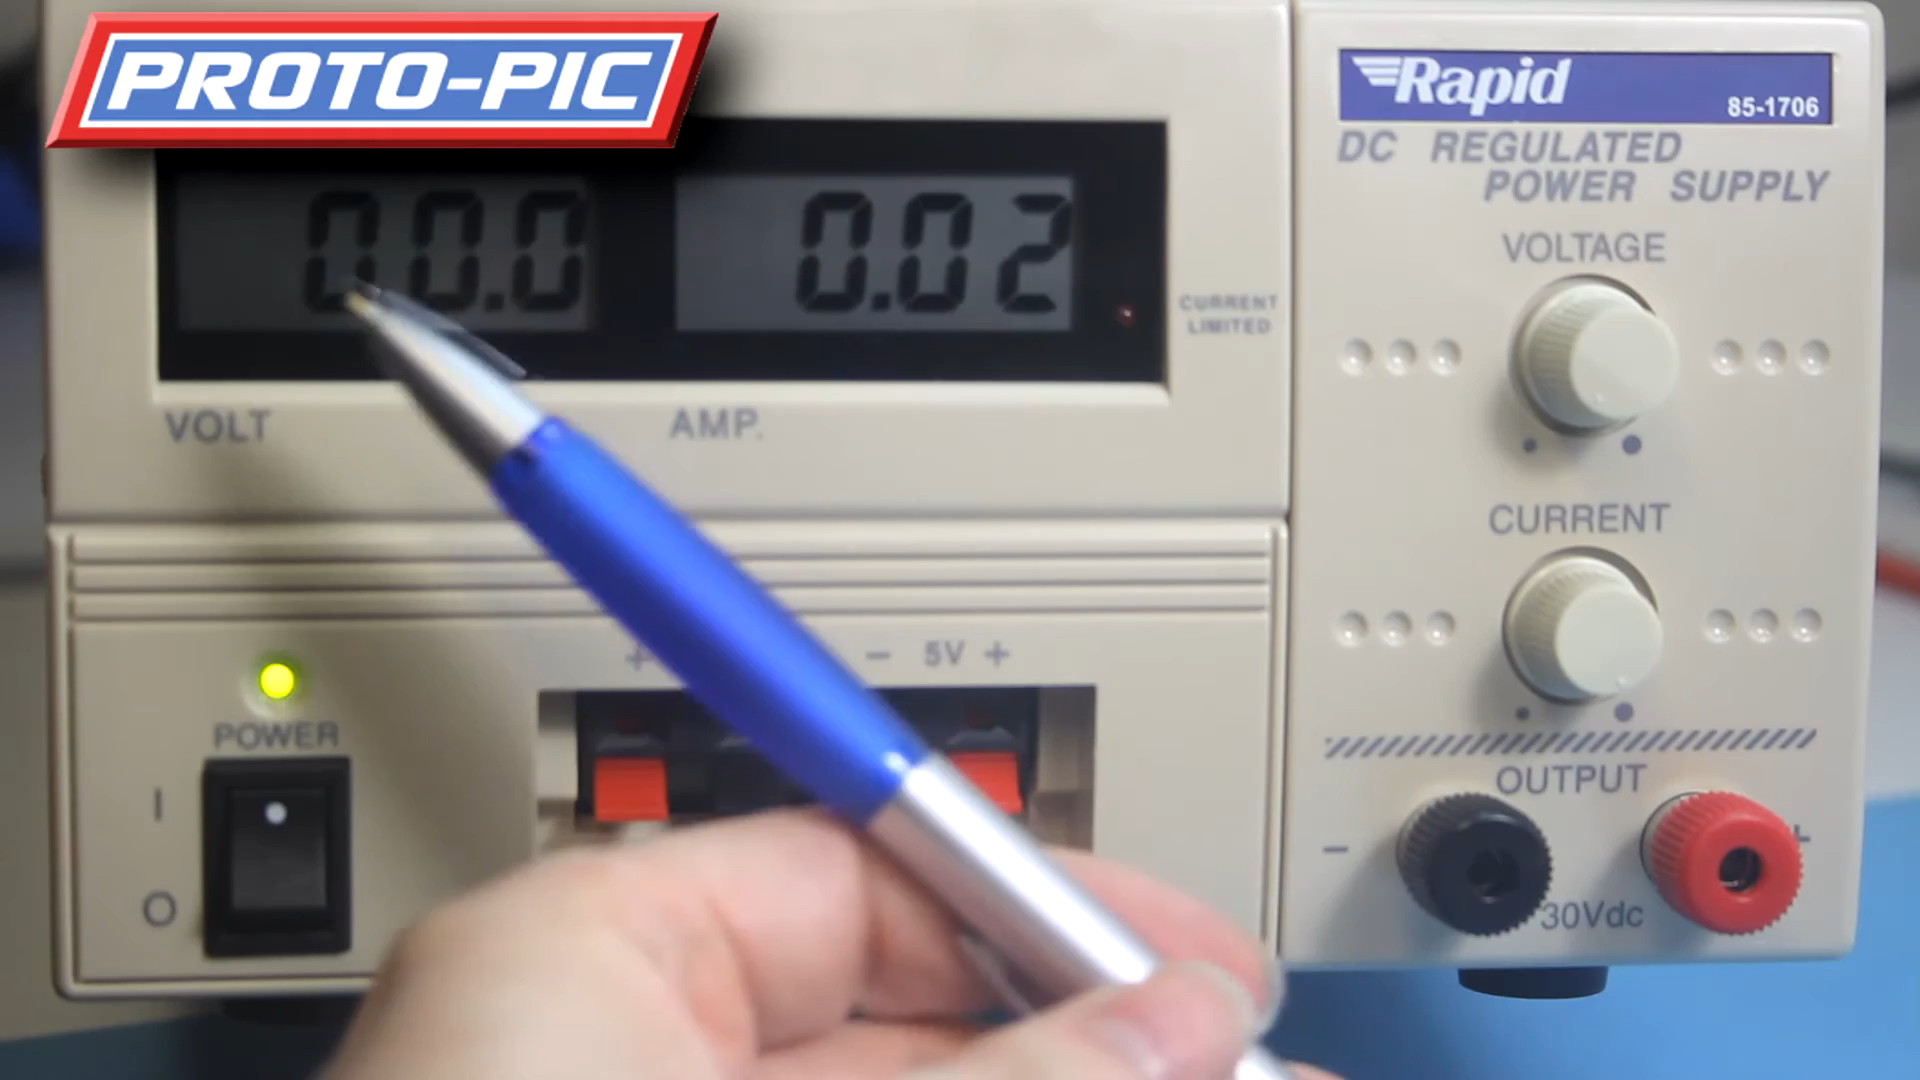 PROTO-PIC
Rapid
85-1706
DC REGULATED
POWER SUPPLY
00.0
0.02
CURRENT
LIMITED
VOLT
AMP.
VOLTAGE
CURRENT
+
- 5V +
POWER
I
O
OUTPUT
- +
30Vdc